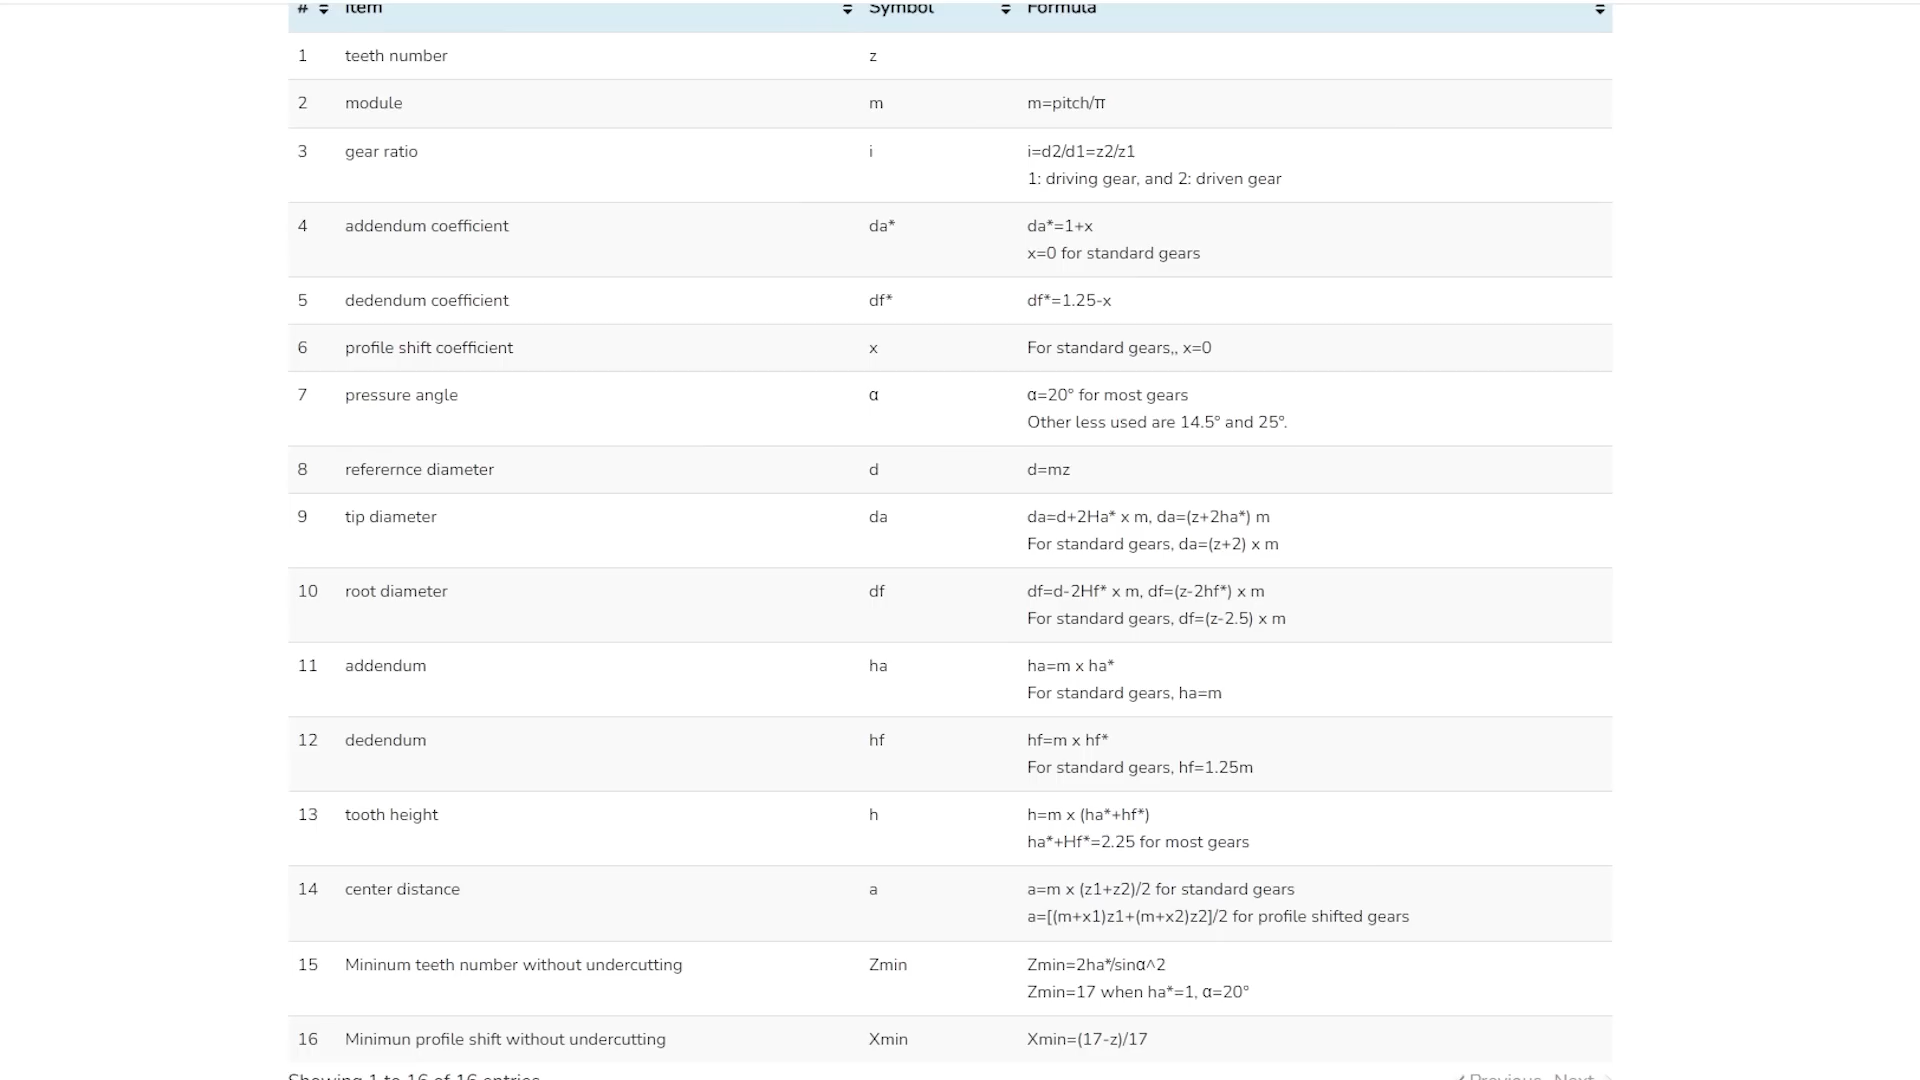 # Item Symbol Formula
1 teeth number z
2 module m m=pitch/π
3 gear ratio i i=d2/d1=z2/z1
1: driving gear, and 2: driven gear
4 addendum coefficient da* da*=1+x
x=0 for standard gears
5 dedendum coefficient df* df*=1.25-x
6 profile shift coefficient x For standard gears,, x=0
7 pressure angle α α=20° for most gears
Other less used are 14.5° and 25°.
8 referernce diameter d d=mz
9 tip diameter da da=d+2Ha* x m, da=(z+2ha*) m
For standard gears, da=(z+2) x m
10 root diameter df df=d-2Hf* x m, df=(z-2hf*) x m
For standard gears, df=(z-2.5) x m
11 addendum ha ha=m x ha*
For standard gears, ha=m
12 dedendum hf hf=m x hf*
For standard gears, hf=1.25m
13 tooth height h h=m x (ha*+hf*)
ha*+Hf*=2.25 for most gears
14 center distance a a=m x (z1+z2)/2 for standard gears
a=[(m+x1)z1+(m+x2)z2]/2 for profile shifted gears
15 Mininum teeth number without undercutting Zmin Zmin=2ha*/sinα^2
Zmin=17 when ha*=1, α=20°
16 Minimun profile shift without undercutting Xmin Xmin=(17-z)/17
Showing 1 to 16 of 16 entries Previous Next